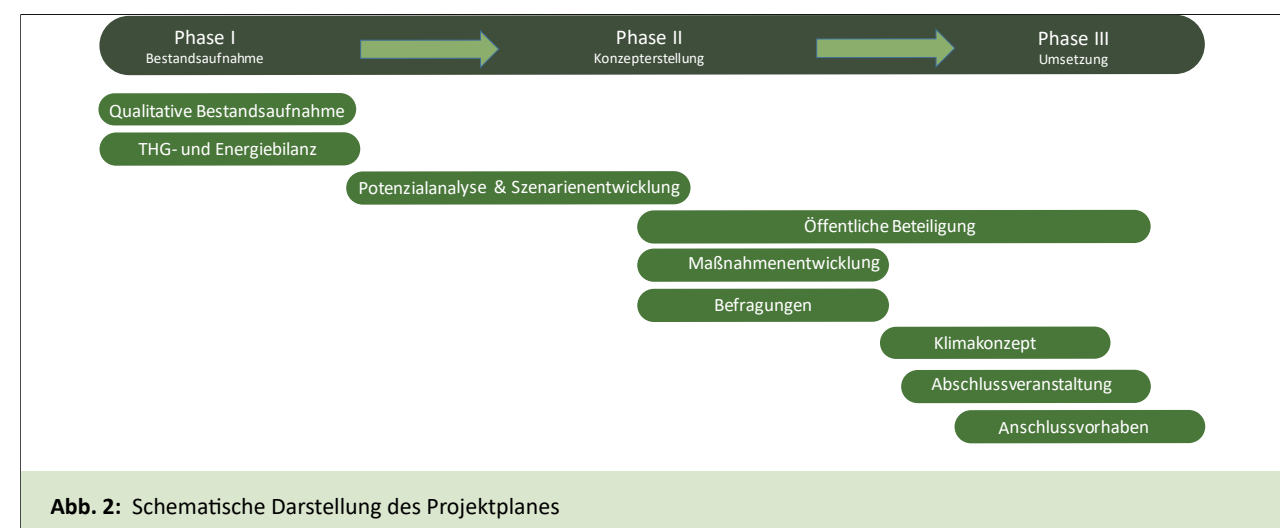 Phase I
Bestandsaufnahme
Phase II
Konzepterstellung
Phase III
Umsetzung
Qualitative Bestandsaufnahme
THG- und Energiebilanz
Potenzialanalyse & Szenarienentwicklung
Öffentliche Beteiligung
Maßnahmenentwicklung
Befragungen
Klimakonzept
Abschlussveranstaltung
Anschlussvorhaben
Abb. 2: Schematische Darstellung des Projektplanes